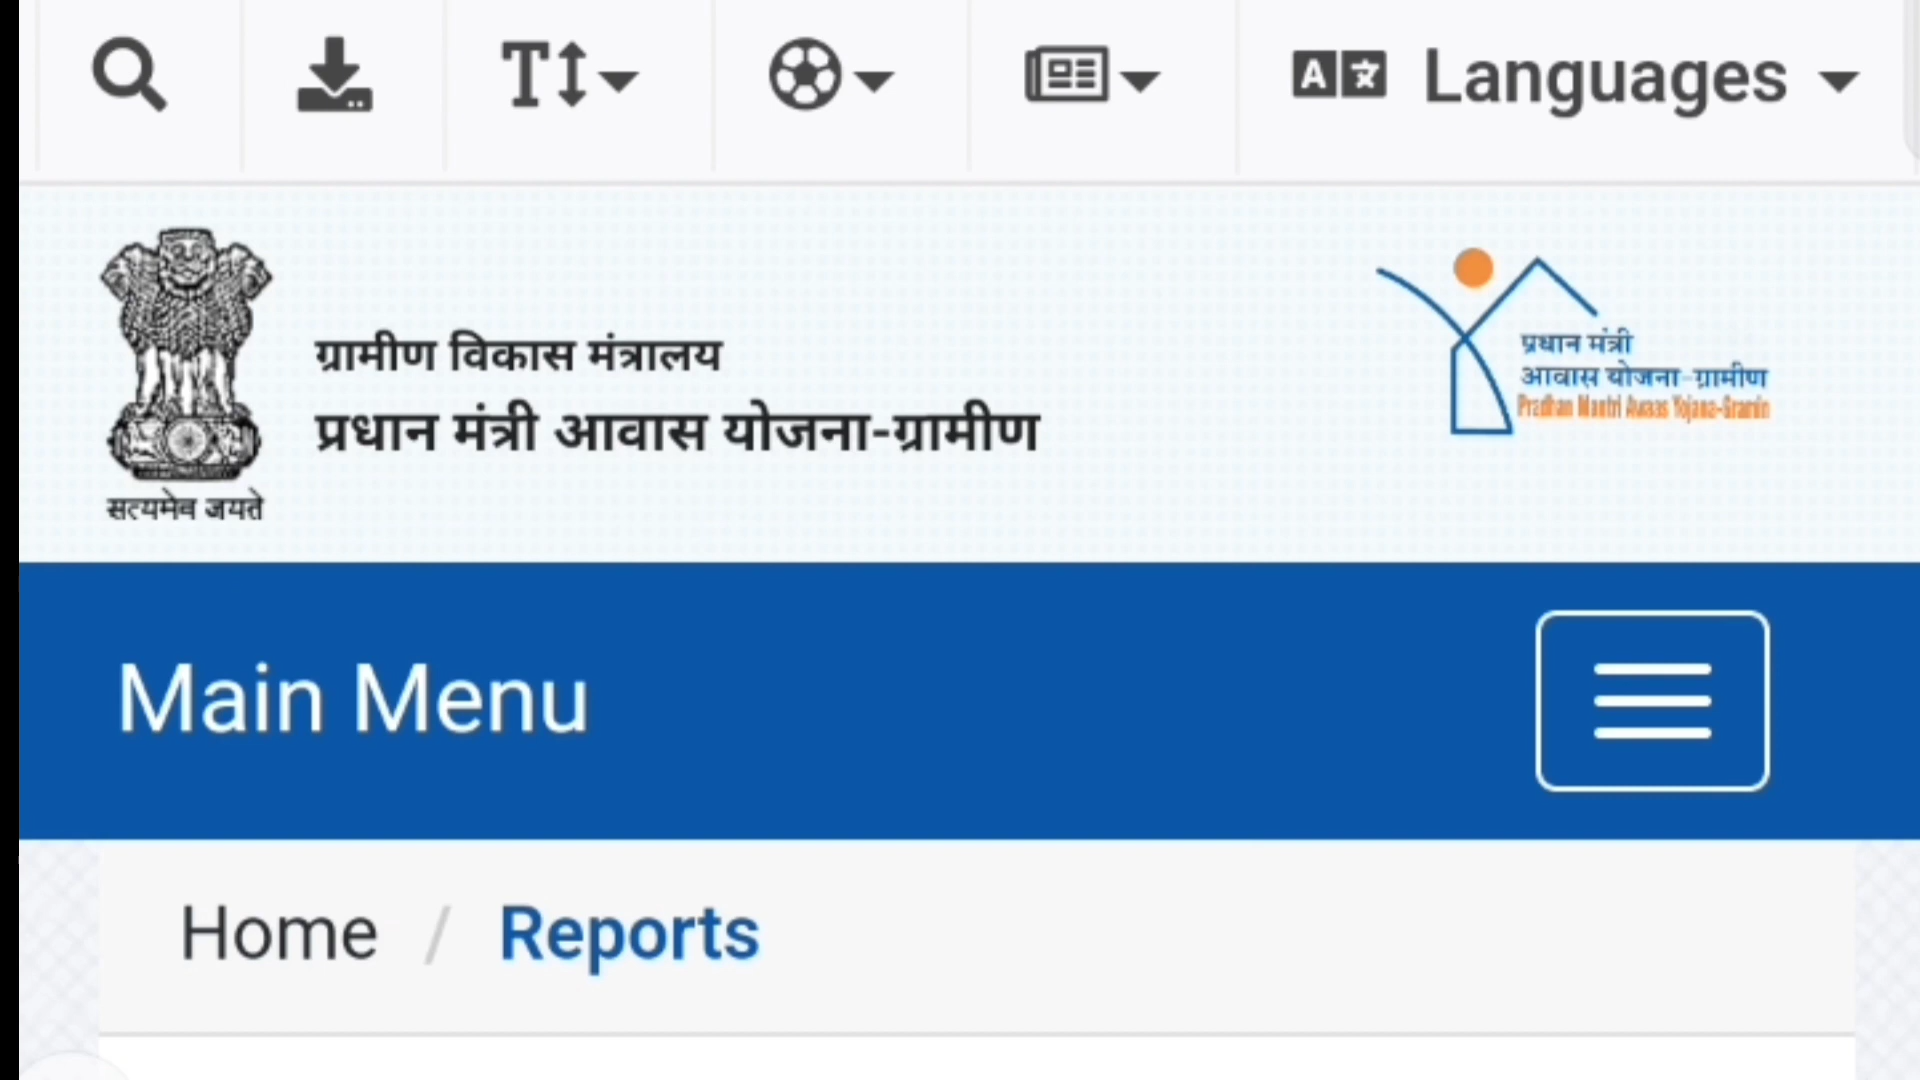 Languages
ग्रामीण विकास मंत्रालय
प्रधान मंत्री आवास योजना-ग्रामीण
सत्यमेव जयते
प्रधान मंत्री
आवास योजना-ग्रामीण
Pradhan Mantri Awaas Yojana-Gramin
Main Menu
Home / Reports